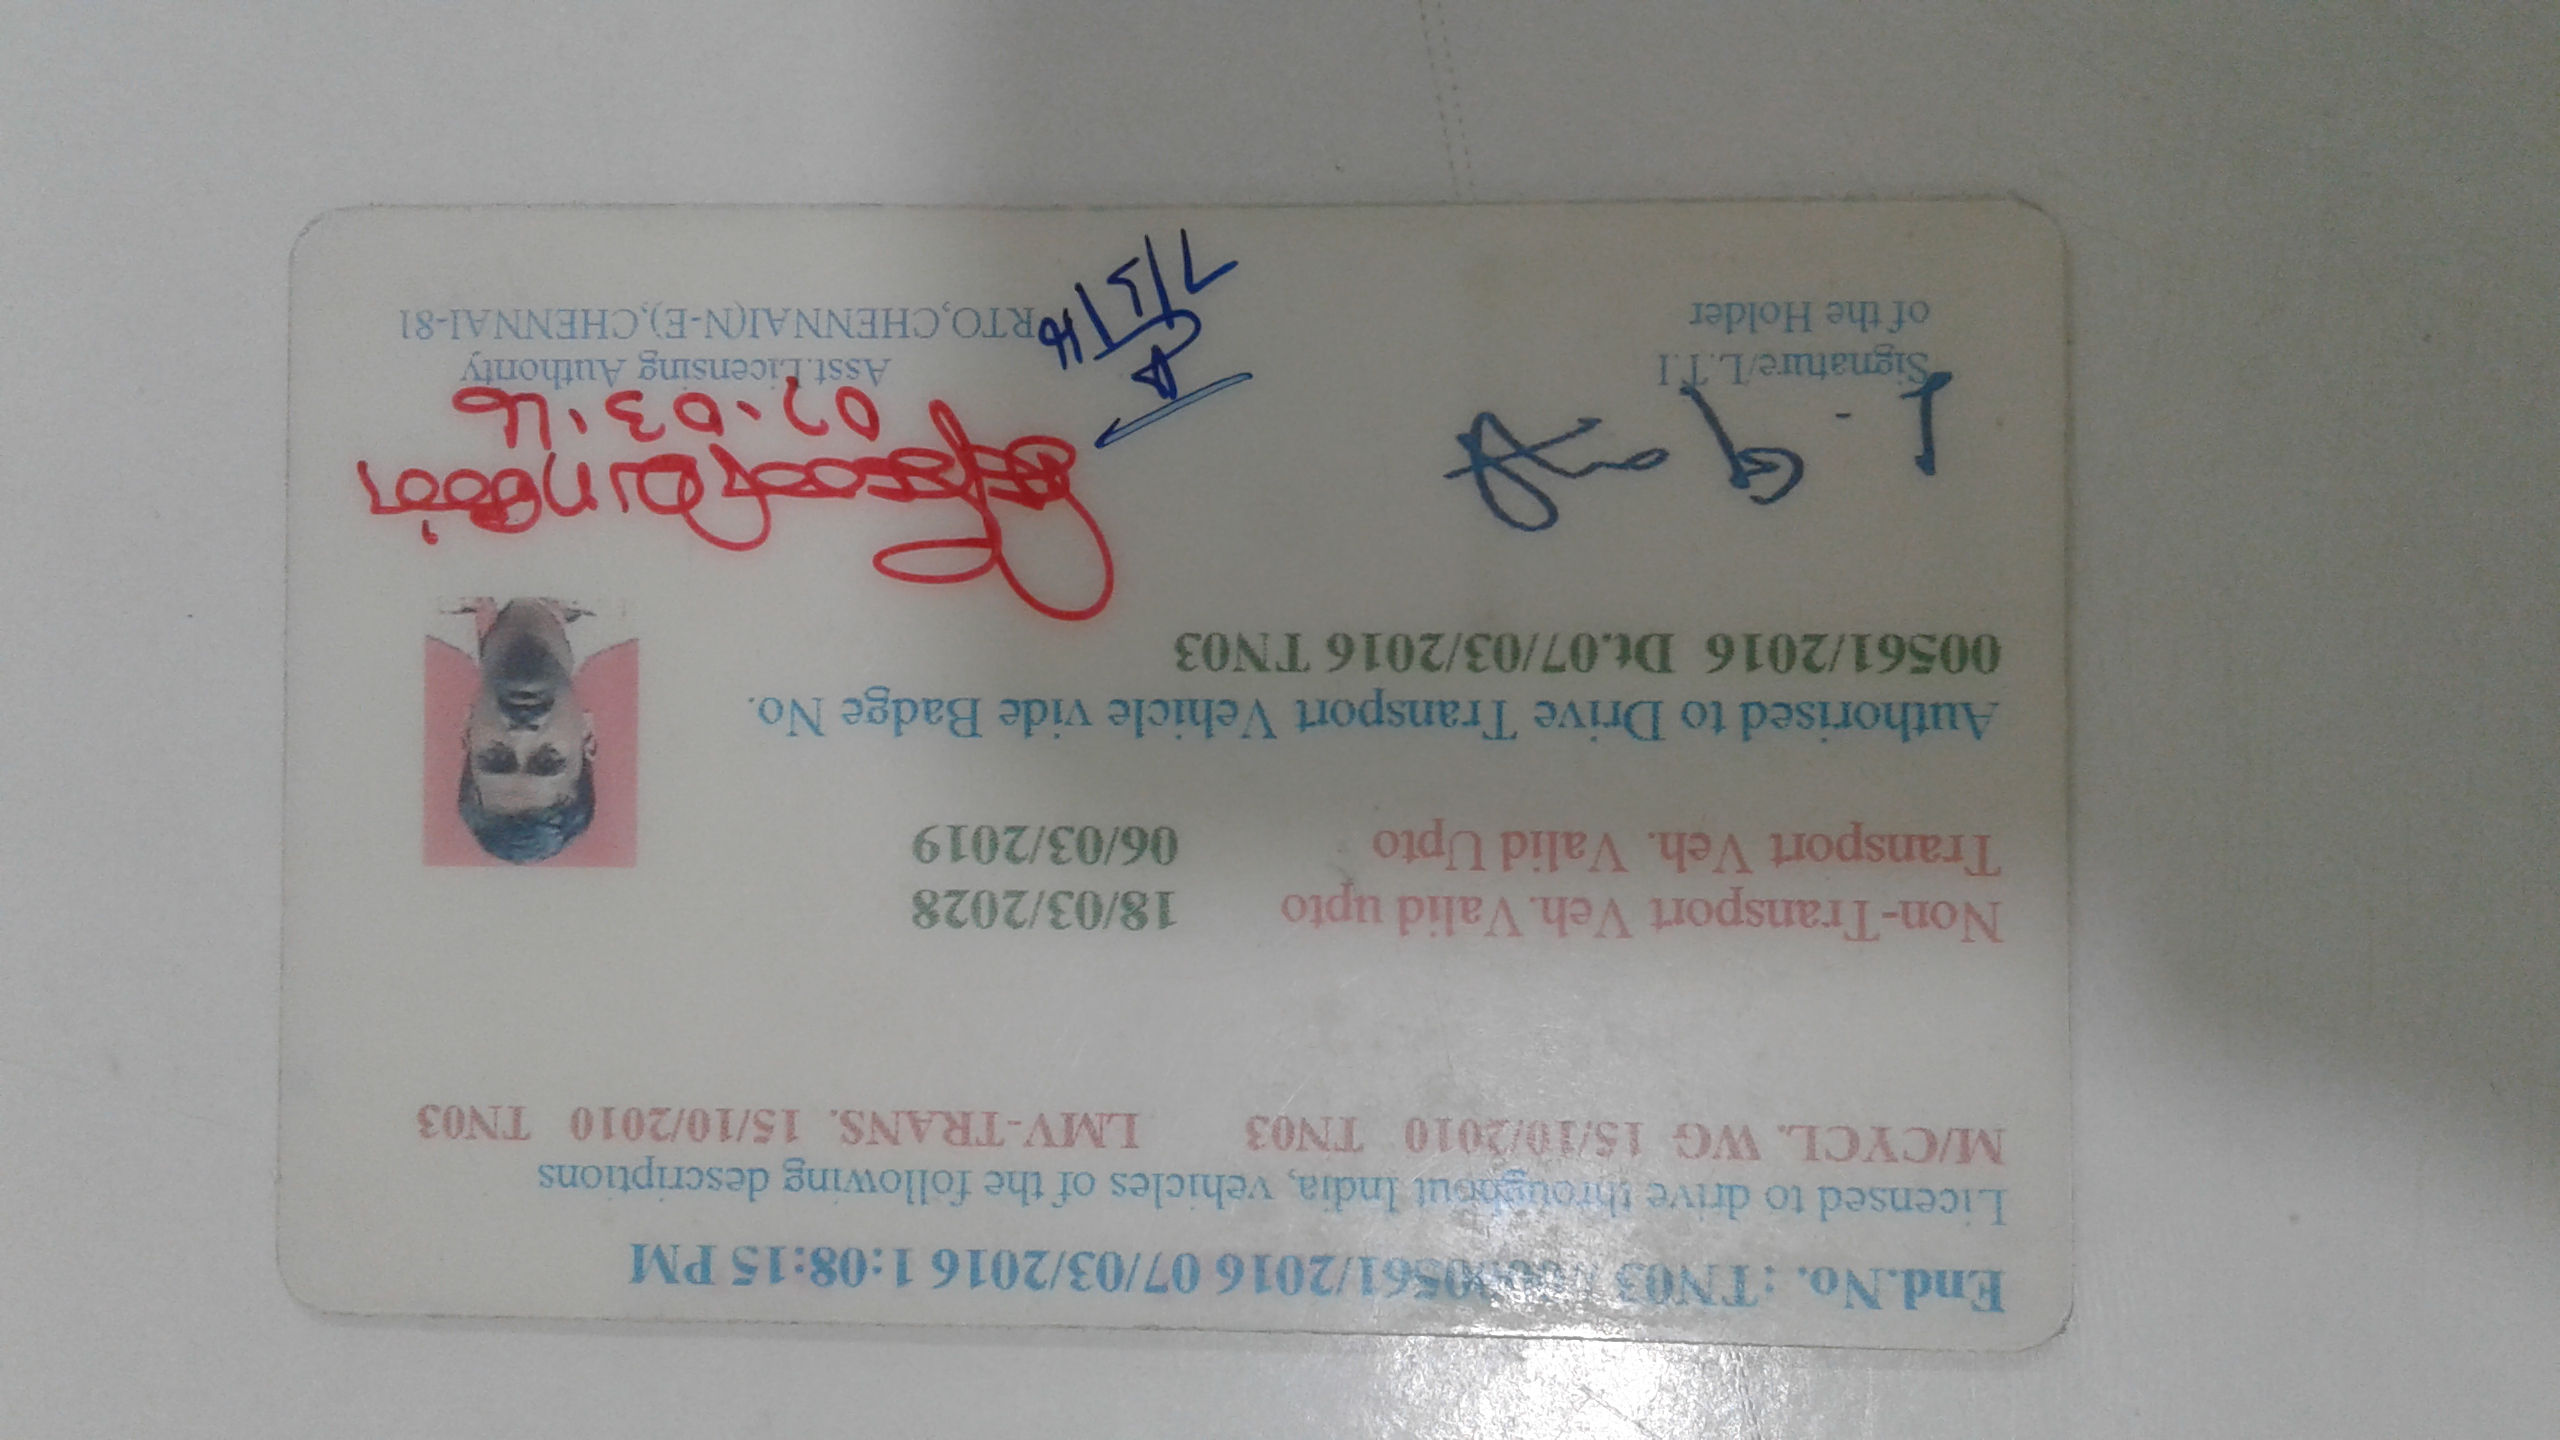 End.No. : TN03 /00561/2016 07/03/2016 1:08:15 PM
Licensed to drive throughout India, vehicles of the following descriptions
M/CYCL. WG 15/10/2010 TN03 LMV-TRANS. 15/10/2010 TN03
Non-Transport Veh. Valid upto 18/03/2028
Transport Veh. Valid Upto 06/03/2019
Authorised to Drive Transport Vehicle vide Badge No.
00561/2016 Dt.07/03/2016 TN03
07.03.16
Signature/L.T.I
of the Holder
Asst.Licensing Authority
RTO,CHENNAI(N-E),CHENNAI-81
7/3/16